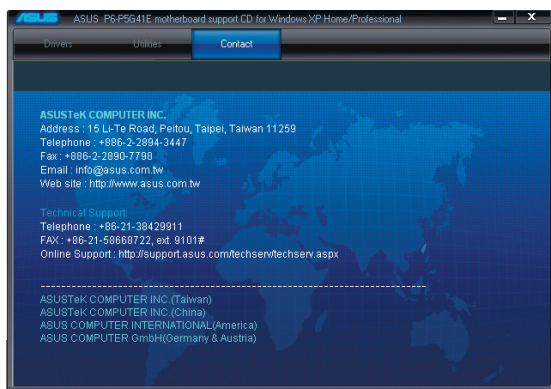 ASUS ASUS P6-P5G41E motherboard support CD for Windows XP Home/Professional
Drivers Utilities Contact
ASUSTeK COMPUTER INC.
Address : 15 Li-Te Road, Peitou, Taipei, Taiwan 11259
Telephone : +886-2-2894-3447
Fax : +886-2-2890-7798
Email : info@asus.com.tw
Web site : http://www.asus.com.tw
Technical Support
Telephone : +86-21-38429911
FAX : +86-21-58668722, ext. 9101#
Online Support : http://support.asus.com/techserv/techserv.aspx
ASUSTeK COMPUTER INC.(Taiwan)
ASUSTeK COMPUTER INC.(China)
ASUS COMPUTER INTERNATIONAL(America)
ASUS COMPUTER GmbH(Germany & Austria)